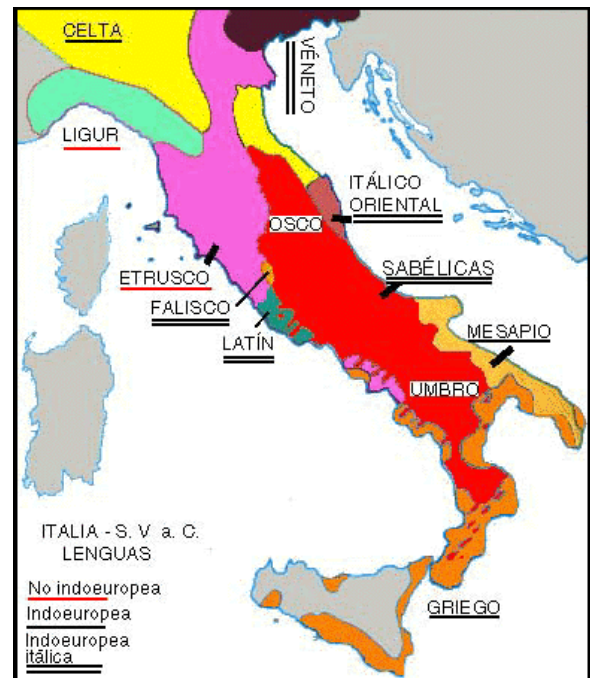 CELTA
VÉNETO
LIGUR
ITÁLICO
ORIENTAL
OSCO
SABÉLICAS
ETRUSCO
FALISCO
LATÍN
MESAPIO
UMBRO
ITALIA - S. V a. C.
LENGUAS
No indoeuropea
Indoeuropea
Indoeuropea
itálica
GRIEGO